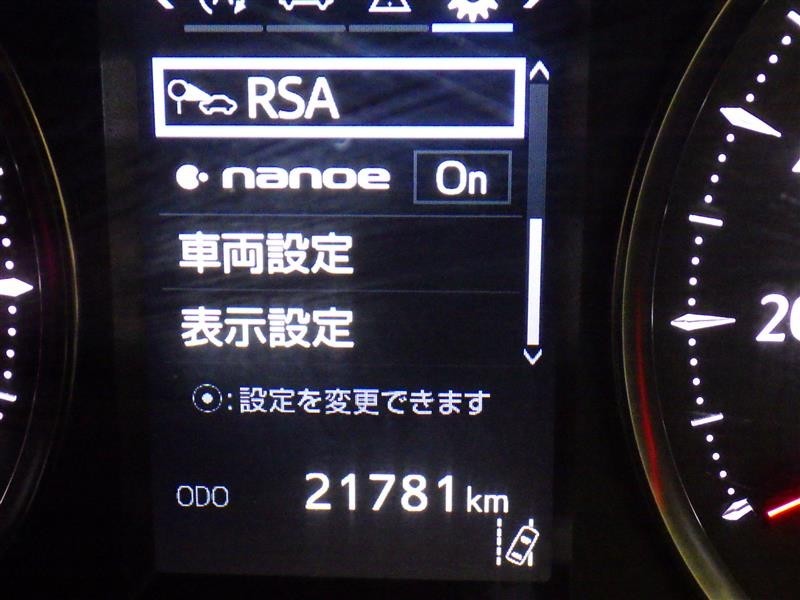 RSA
nanoe On
車両設定
表示設定
:設定を変更できます
ODO 21781km